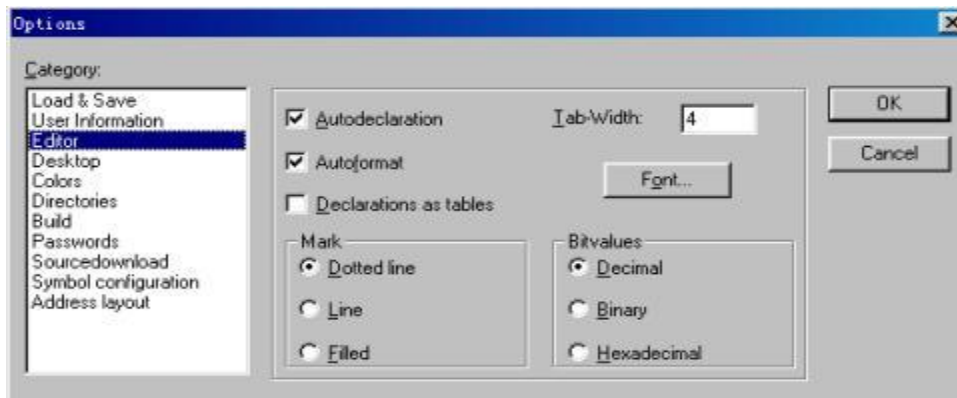 Options
Category:
Load & Save
User Information
Editor
Desktop
Colors
Directories
Build
Passwords
Sourcedownload
Symbol configuration
Address layout
Autodeclaration
Tab-Width: 4
Autoformat
Font...
Declarations as tables
Mark
Dotted line
Line
Filled
Bitvalues
Decimal
Binary
Hexadecimal
OK
Cancel